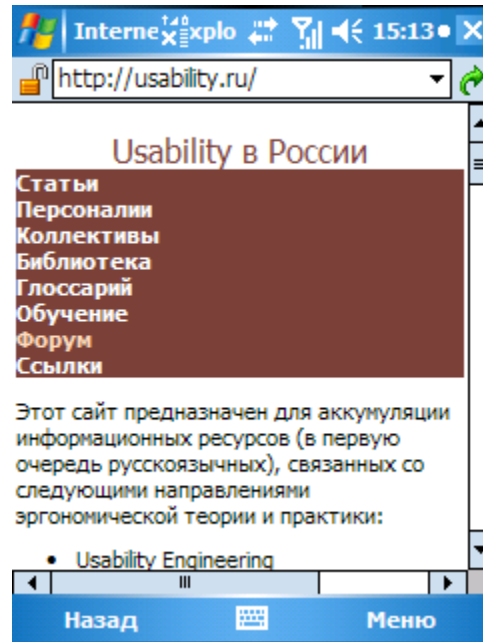 Interne xplo 15:13
http://usability.ru/
Usability в России
Статьи
Персоналии
Коллективы
Библиотека
Глоссарий
Обучение
Форум
Ссылки
Этот сайт предназначен для аккумуляции
информационных ресурсов (в первую
очередь русскоязычных), связанных со
следующими направлениями
эргономической теории и практики:
• Usability Engineering
Назад Меню